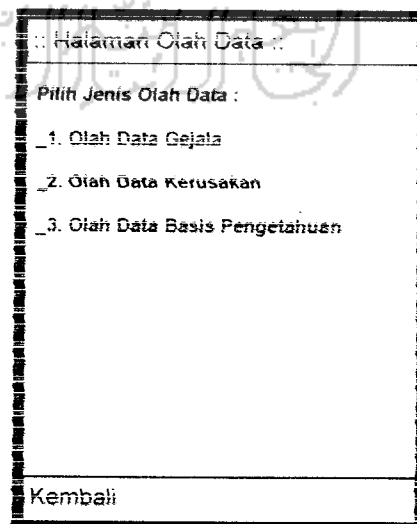 :: Halaman Olah Data ::
Pilih Jenis Olah Data :
_1. Olah Data Gejala
_2. Olah Data Kerusakan
_3. Olah Data Basis Pengetahuan
Kembali